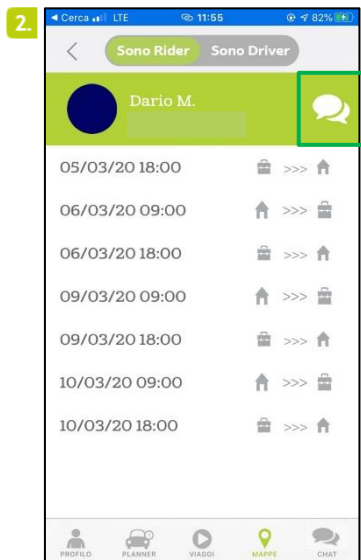 2.
Cerca LTE 11:55 82%
Sono Rider Sono Driver
Dario M.
05/03/20 18:00 >>>
06/03/20 09:00 >>>
06/03/20 18:00 >>>
09/03/20 09:00 >>>
09/03/20 18:00 >>>
10/03/20 09:00 >>>
10/03/20 18:00 >>>
PROFILO PLANNER VIAGGI MAPPE CHAT